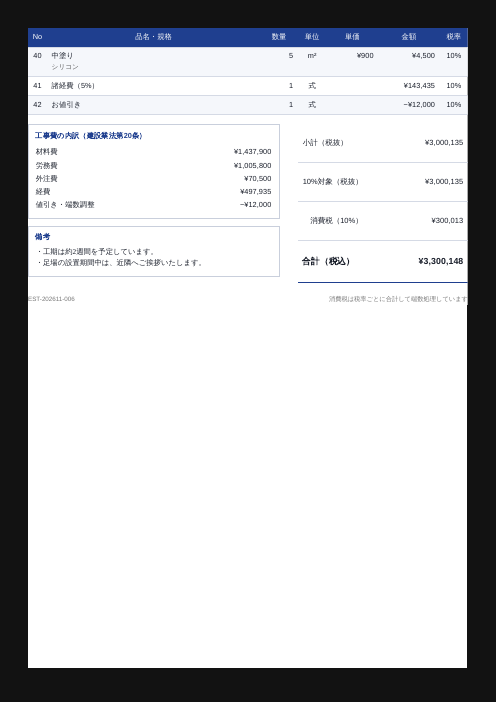 No 品名・規格 数量 単位 単価 金額 税率
40 中塗り 5 m² ¥900 ¥4,500 10%
シリコン
41 諸経費（5%） 1 式 ¥143,435 10%
42 お値引き 1 式 −¥12,000 10%
工事費の内訳（建設業法第20条）
材料費 ¥1,437,900
労務費 ¥1,005,800
外注費 ¥70,500
経費 ¥497,935
値引き・端数調整 −¥12,000
備考
・工期は約2週間を予定しています。
・足場の設置期間中は、近隣へご挨拶いたします。
小計（税抜） ¥3,000,135
10%対象（税抜） ¥3,000,135
消費税（10%） ¥300,013
合計（税込） ¥3,300,148
EST-202611-006 消費税は税率ごとに合計して端数処理しています